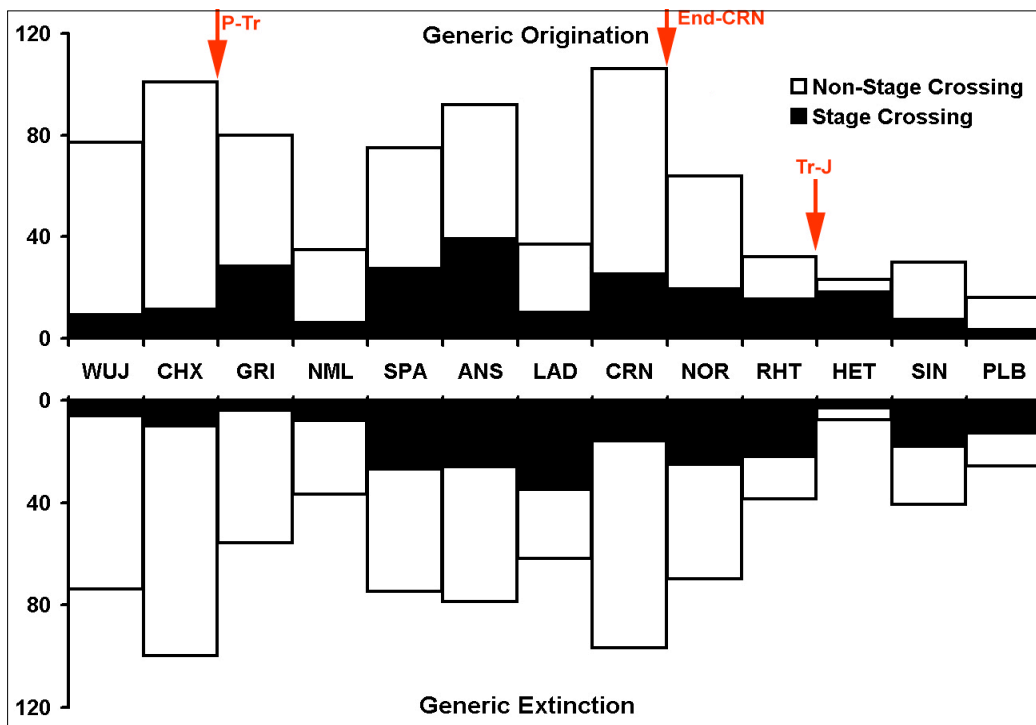 P-Tr
End-CRN
120
Generic Origination
Non-Stage Crossing
Stage Crossing
80
Tr-J
40
0
WUJ CHX GRI NML SPA ANS LAD CRN NOR RHT HET SIN PLB
0
40
80
120
Generic Extinction